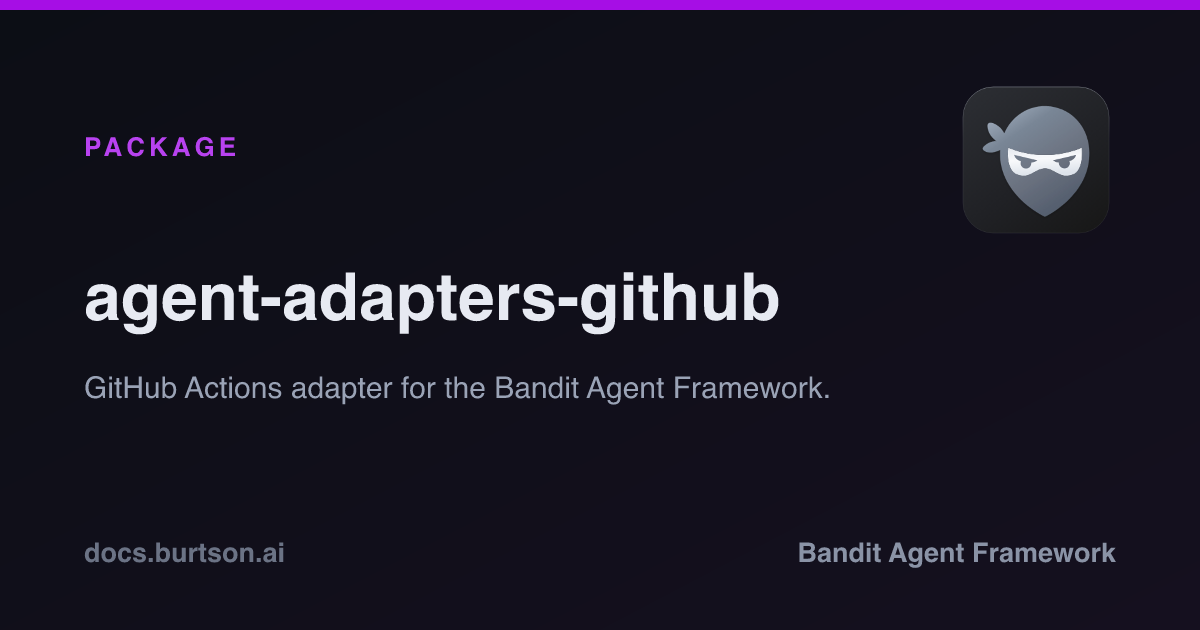 PACKAGE
agent-adapters-github
GitHub Actions adapter for the Bandit Agent Framework.
docs.burtson.ai
Bandit Agent Framework